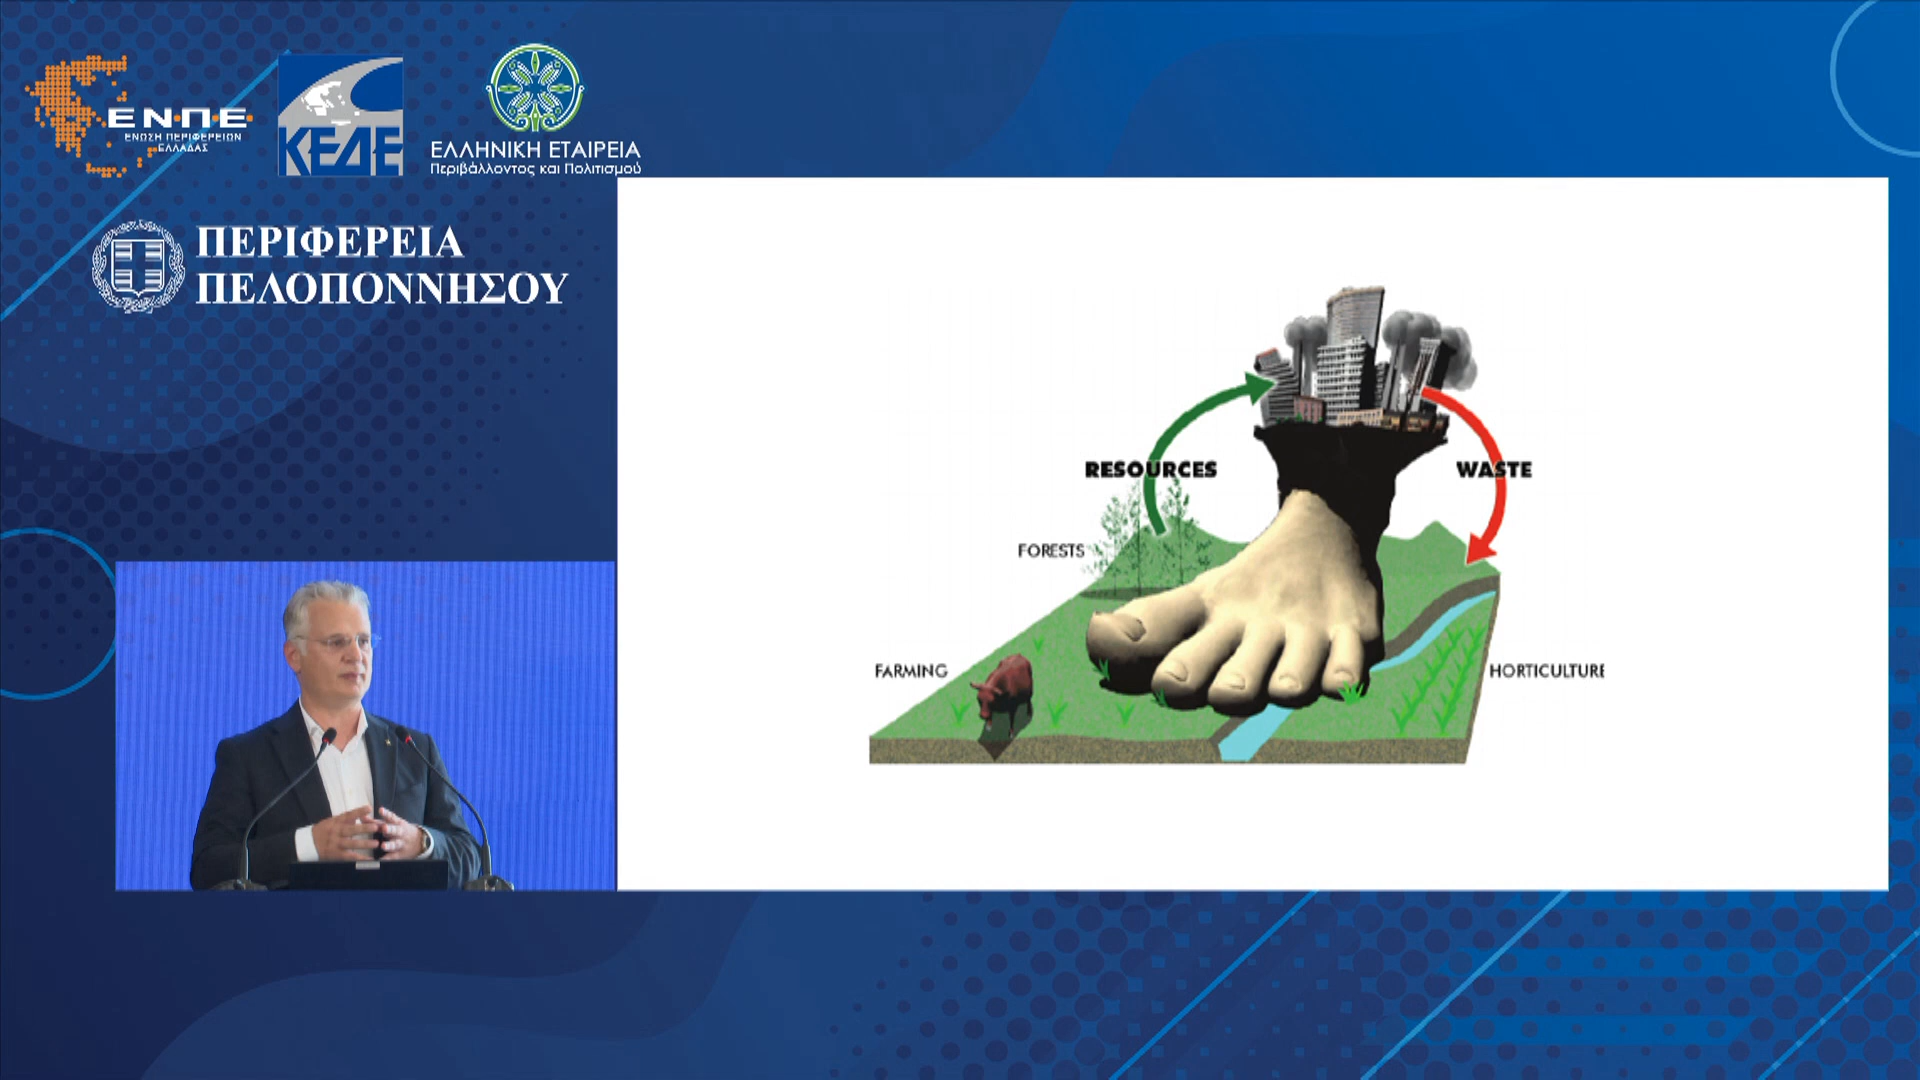 ΕΝΠΕ
ΕΝΩΣΗ ΠΕΡΙΦΕΡΕΙΩΝ
ΕΛΛΑΔΑΣ
ΚΕΔΕ
ΕΛΛΗΝΙΚΗ ΕΤΑΙΡΕΙΑ
Περιβάλλοντος και Πολιτισμού
ΠΕΡΙΦΕΡΕΙΑ
ΠΕΛΟΠΟΝΝΗΣΟΥ
RESOURCES
WASTE
FORESTS
FARMING
HORTICULTURE